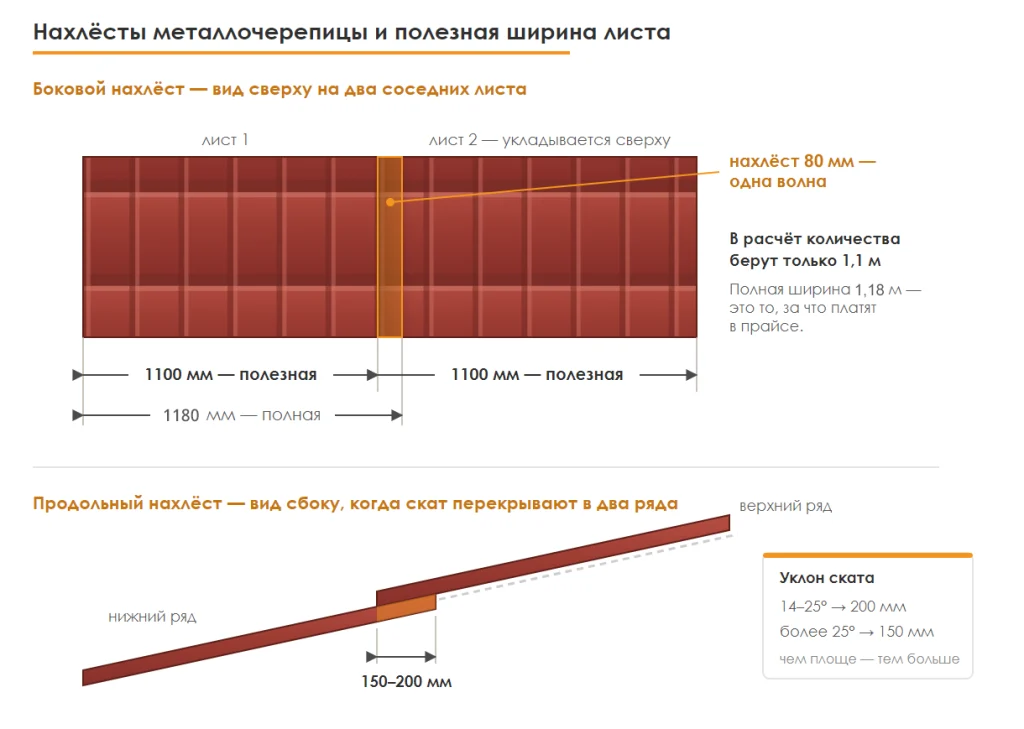 Нахлёсты металлочерепицы и полезная ширина листа
Боковой нахлёст — вид сверху на два соседних листа
лист 1
лист 2 — укладывается сверху
нахлёст 80 мм —
одна волна
В расчёт количества
берут только 1,1 м
Полная ширина 1,18 м —
это то, за что платят
в прайсе.
1100 мм — полезная
1100 мм — полезная
1180 мм — полная
Продольный нахлёст — вид сбоку, когда скат перекрывают в два ряда
верхний ряд
нижний ряд
150–200 мм
Уклон ската
14–25° → 200 мм
более 25° → 150 мм
чем площе — тем больше